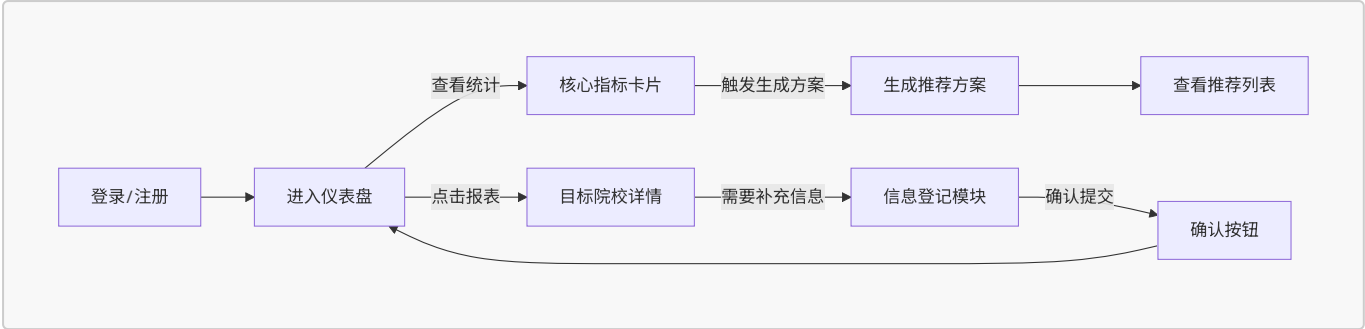 查看统计
核心指标卡片
触发生成方案
生成推荐方案
查看推荐列表
登录/注册
进入仪表盘
点击报表
目标院校详情
需要补充信息
信息登记模块
确认提交
确认按钮